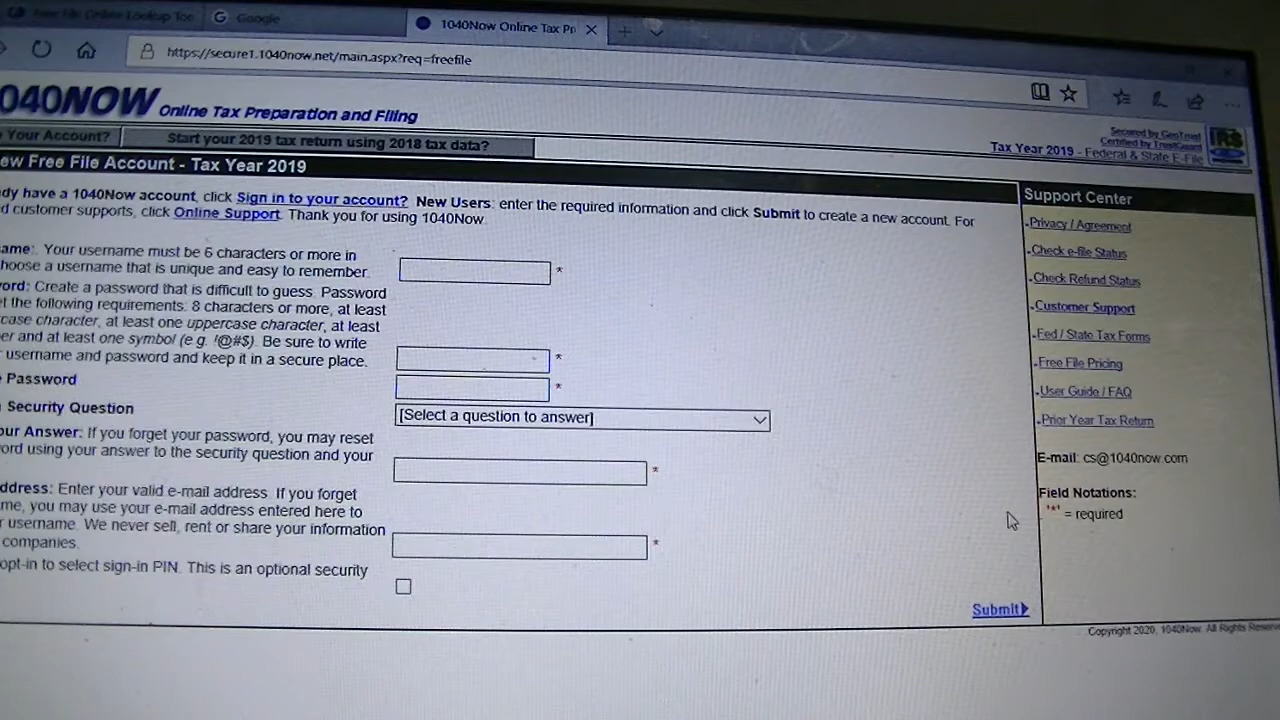 Free File Online Lookup Too
Google
1040Now Online Tax Pr
https://secure1.1040now.net/main.aspx?req=freefile
040NOW Online Tax Preparation and Filing
Secured by GeoTrust
Certified by TrustGuard
IRS
Your Account?
Start your 2019 tax return using 2018 tax data?
Tax Year 2019 - Federal & State E-File
ew Free File Account - Tax Year 2019
dy have a 1040Now account, click Sign in to your account? New Users: enter the required information and click Submit to create a new account. For
d customer supports, click Online Support. Thank you for using 1040Now.
ame: Your username must be 6 characters or more in
hoose a username that is unique and easy to remember.
*
ord: Create a password that is difficult to guess. Password
t the following requirements: 8 characters or more, at least
case character, at least one uppercase character, at least
er and at least one symbol (e.g. !@#$). Be sure to write
username and password and keep it in a secure place.
*
Password
*
Security Question
[Select a question to answer]
our Answer: If you forget your password, you may reset
ord using your answer to the security question and your
*
ddress: Enter your valid e-mail address. If you forget
me, you may use your e-mail address entered here to
r username. We never sell, rent or share your information
companies.
*
opt-in to select sign-in PIN. This is an optional security
Submit
Support Center
Privacy / Agreement
Check e-file Status
Check Refund Status
Customer Support
Fed / State Tax Forms
Free File Pricing
User Guide / FAQ
Prior Year Tax Return
E-mail: cs@1040now.com
Field Notations:
"*" = required
Copyright 2020, 1040Now. All Rights Reserve